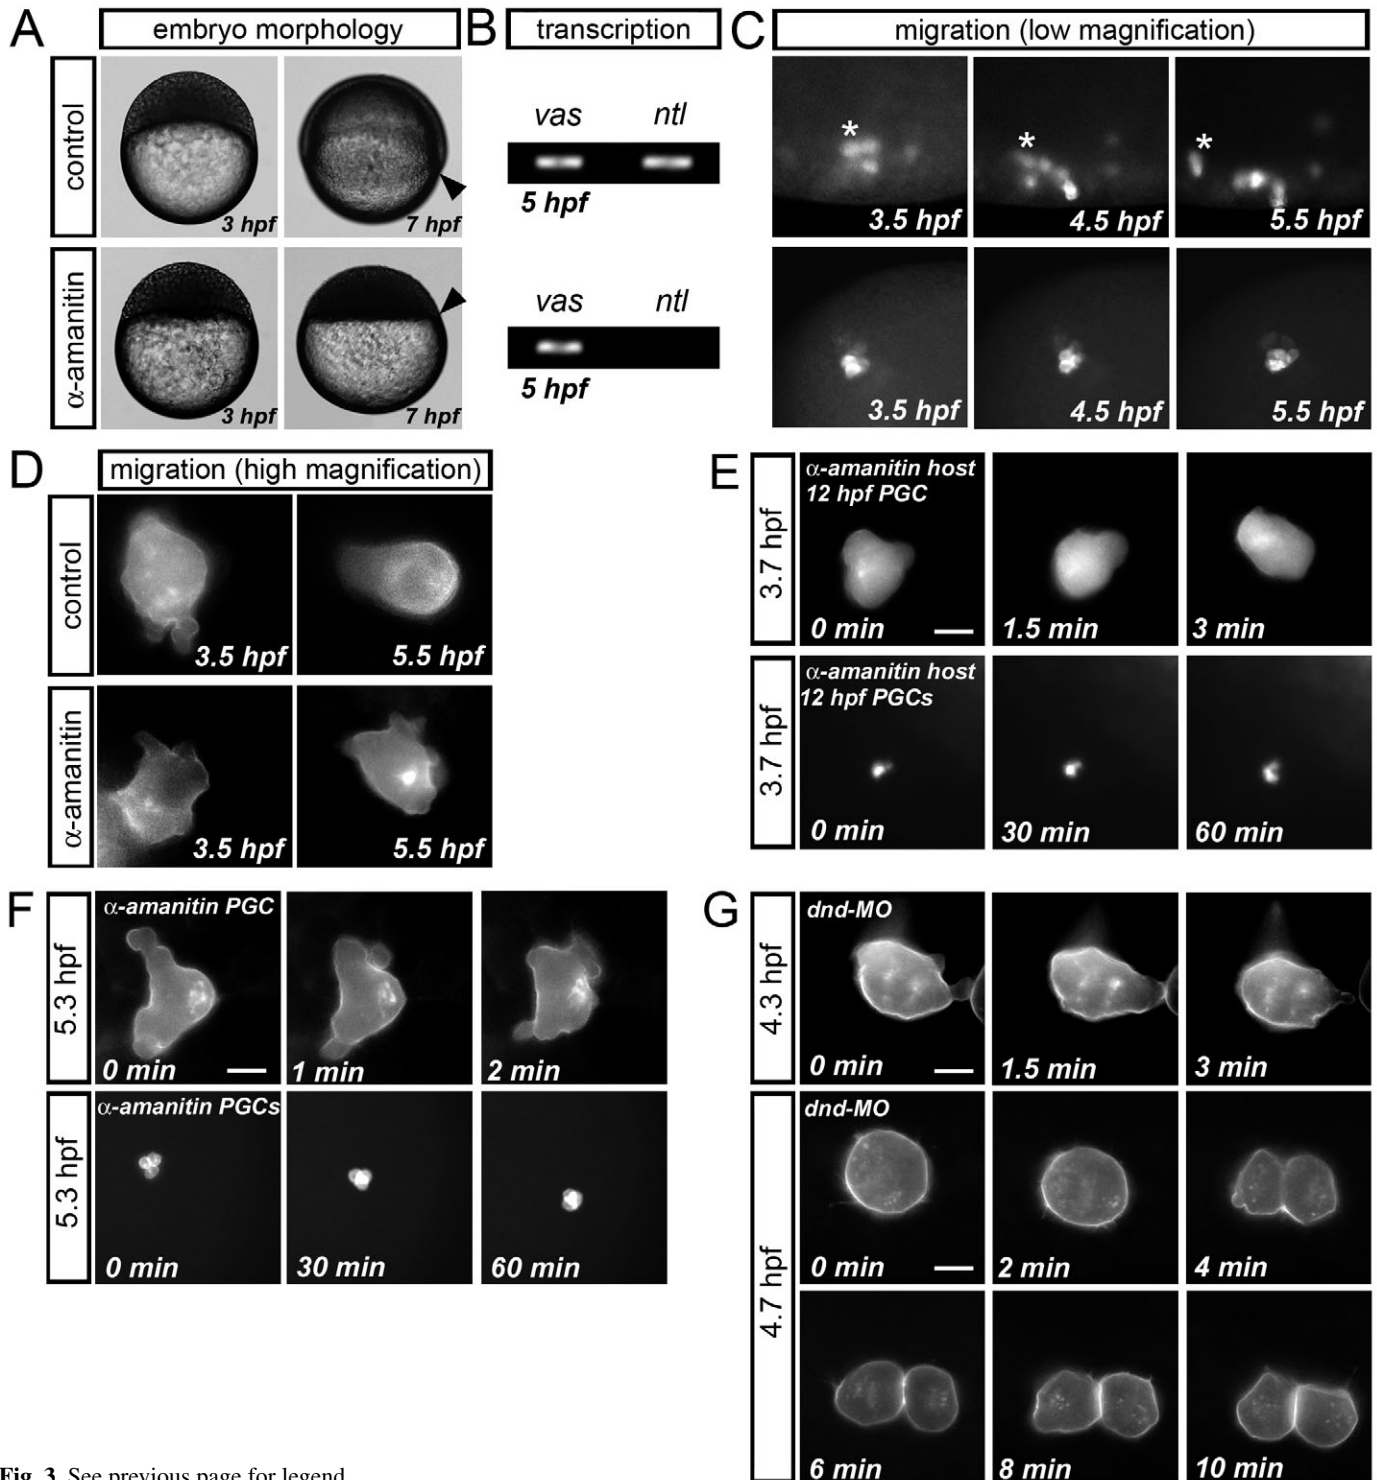 A
embryo morphology
control
3 hpf
7 hpf
α-amanitin
3 hpf
7 hpf
B
transcription
vas ntl
5 hpf
vas ntl
5 hpf
C
migration (low magnification)
*
3.5 hpf
*
4.5 hpf
*
5.5 hpf
3.5 hpf
4.5 hpf
5.5 hpf
D
migration (high magnification)
control
3.5 hpf
5.5 hpf
α-amanitin
3.5 hpf
5.5 hpf
E
3.7 hpf
α-amanitin host
12 hpf PGC
0 min
1.5 min
3 min
3.7 hpf
α-amanitin host
12 hpf PGCs
0 min
30 min
60 min
F
5.3 hpf
α-amanitin PGC
0 min
1 min
2 min
5.3 hpf
α-amanitin PGCs
0 min
30 min
60 min
G
4.3 hpf
dnd-MO
0 min
1.5 min
3 min
4.7 hpf
dnd-MO
0 min
2 min
4 min
6 min
8 min
10 min
Fig. 3. See previous page for legend